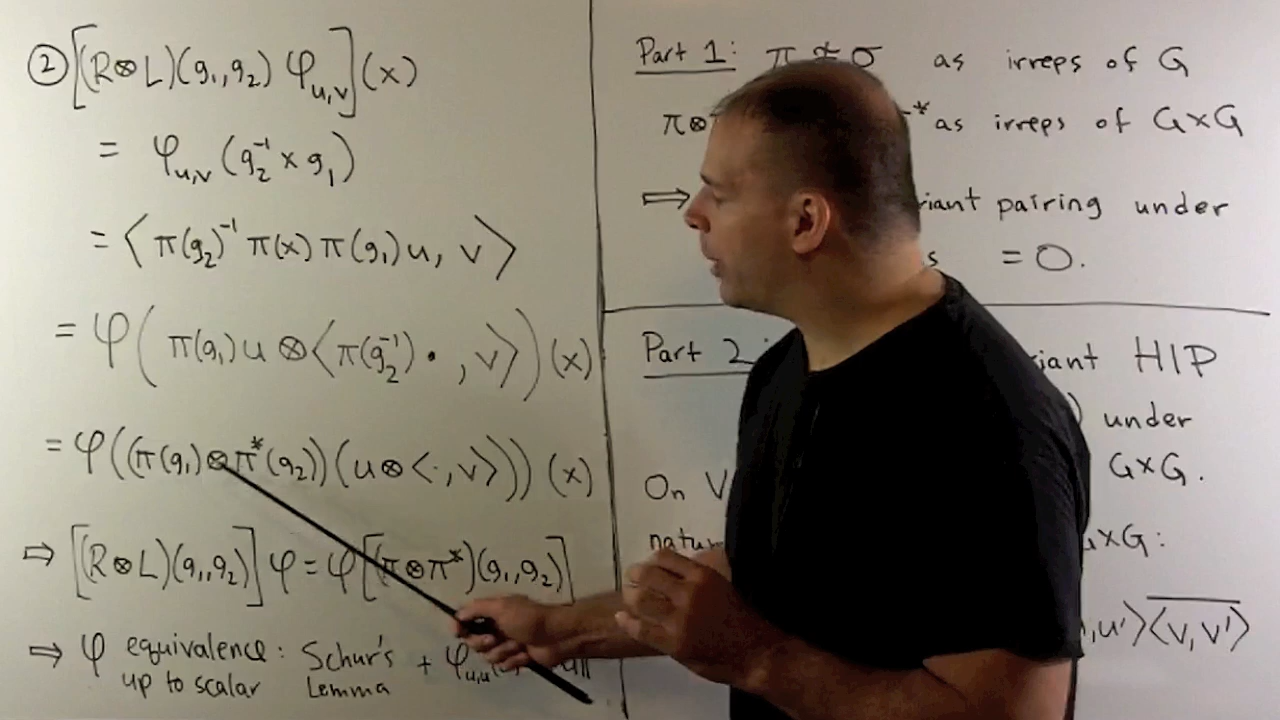 ② [(R⊗L)(g₁,g₂) φ_{u,v}](x)
= φ_{u,v}(g₂⁻¹ x g₁)
= ⟨π(g₂)⁻¹ π(x) π(g₁)u, v⟩
= φ(π(g₁)u ⊗ ⟨π(g₂⁻¹)·, v⟩)(x)
= φ((π(g₁)⊗π*(g₂))(u⊗<·,v>))(x)
⇒ [(R⊗L)(g₁,g₂)] φ = φ[(π⊗π*)(g₁,g₂)]
⇒ φ equivalence: Schur's + φ_{u,u}
up to scalar Lemma
Part 1: π ≇ σ as irreps of G
π⊗ * as irreps of G×G
⇒ pairing under
= 0.
Part 2 HIP
under
G×G.
On V
×G:
,u'⟩ \overline{⟨v,v'⟩}